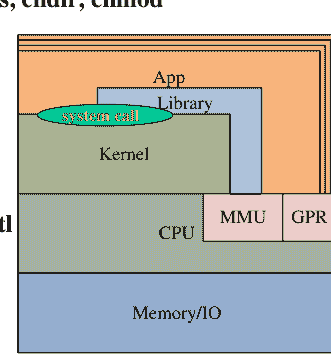 s, chdir, chmod
App
Library
system call
Kernel
tl
MMU
GPR
CPU
Memory/IO